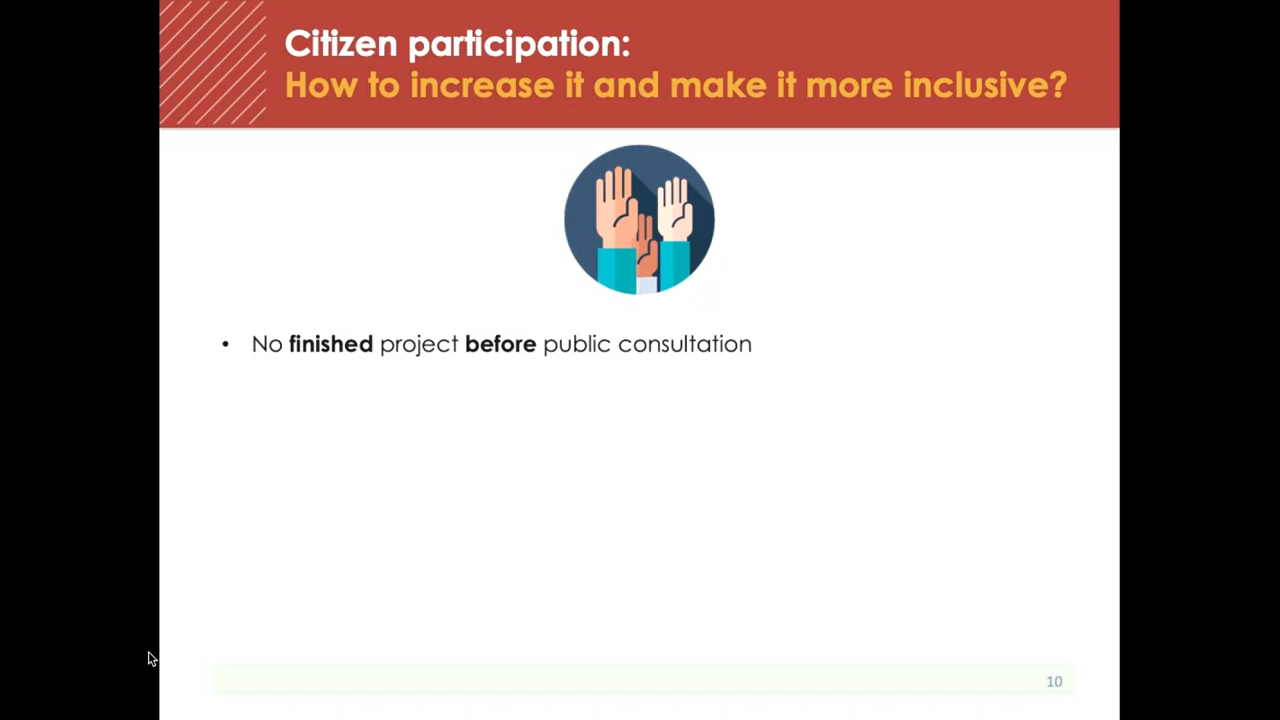 Citizen participation:
How to increase it and make it more inclusive?
• No finished project before public consultation
10